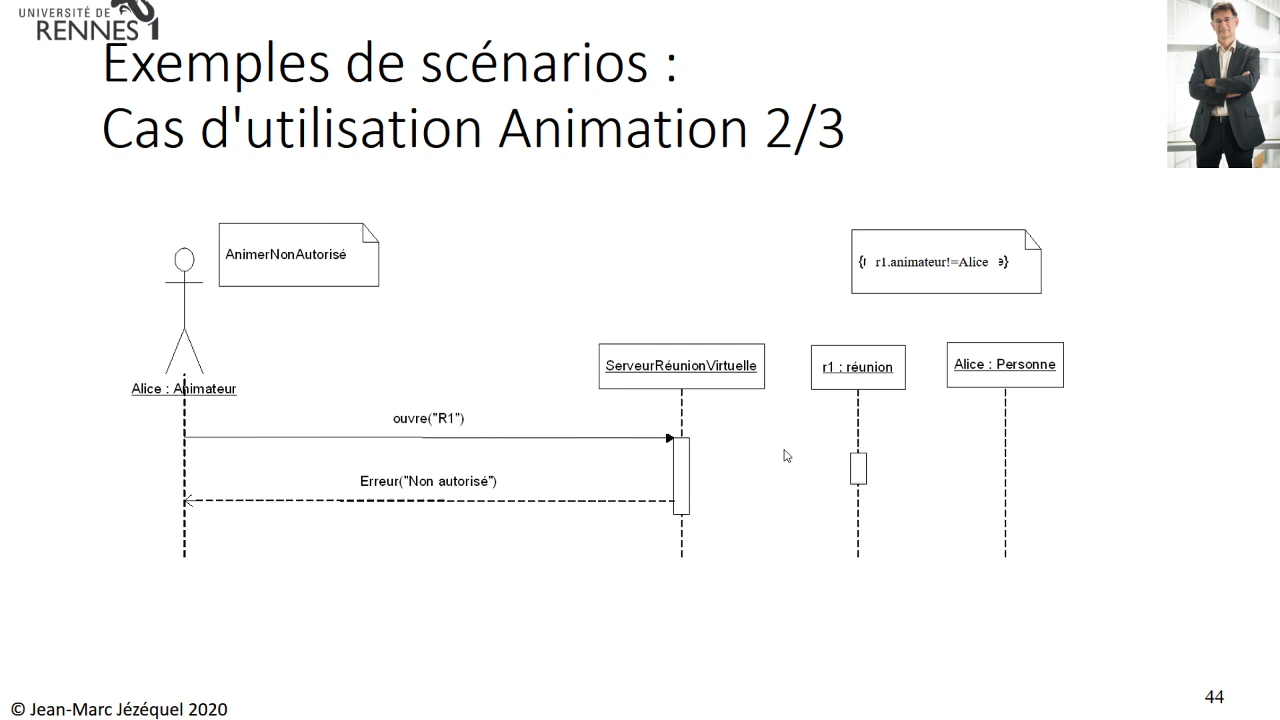 UNIVERSITÉ DE
RENNES 1
Exemples de scénarios :
Cas d'utilisation Animation 2/3
AnimerNonAutorisé
{ r1.animateur!=Alice }
Alice : Animateur
ServeurRéunionVirtuelle
r1 : réunion
Alice : Personne
ouvre("R1")
Erreur("Non autorisé")
44
© Jean-Marc Jézéquel 2020